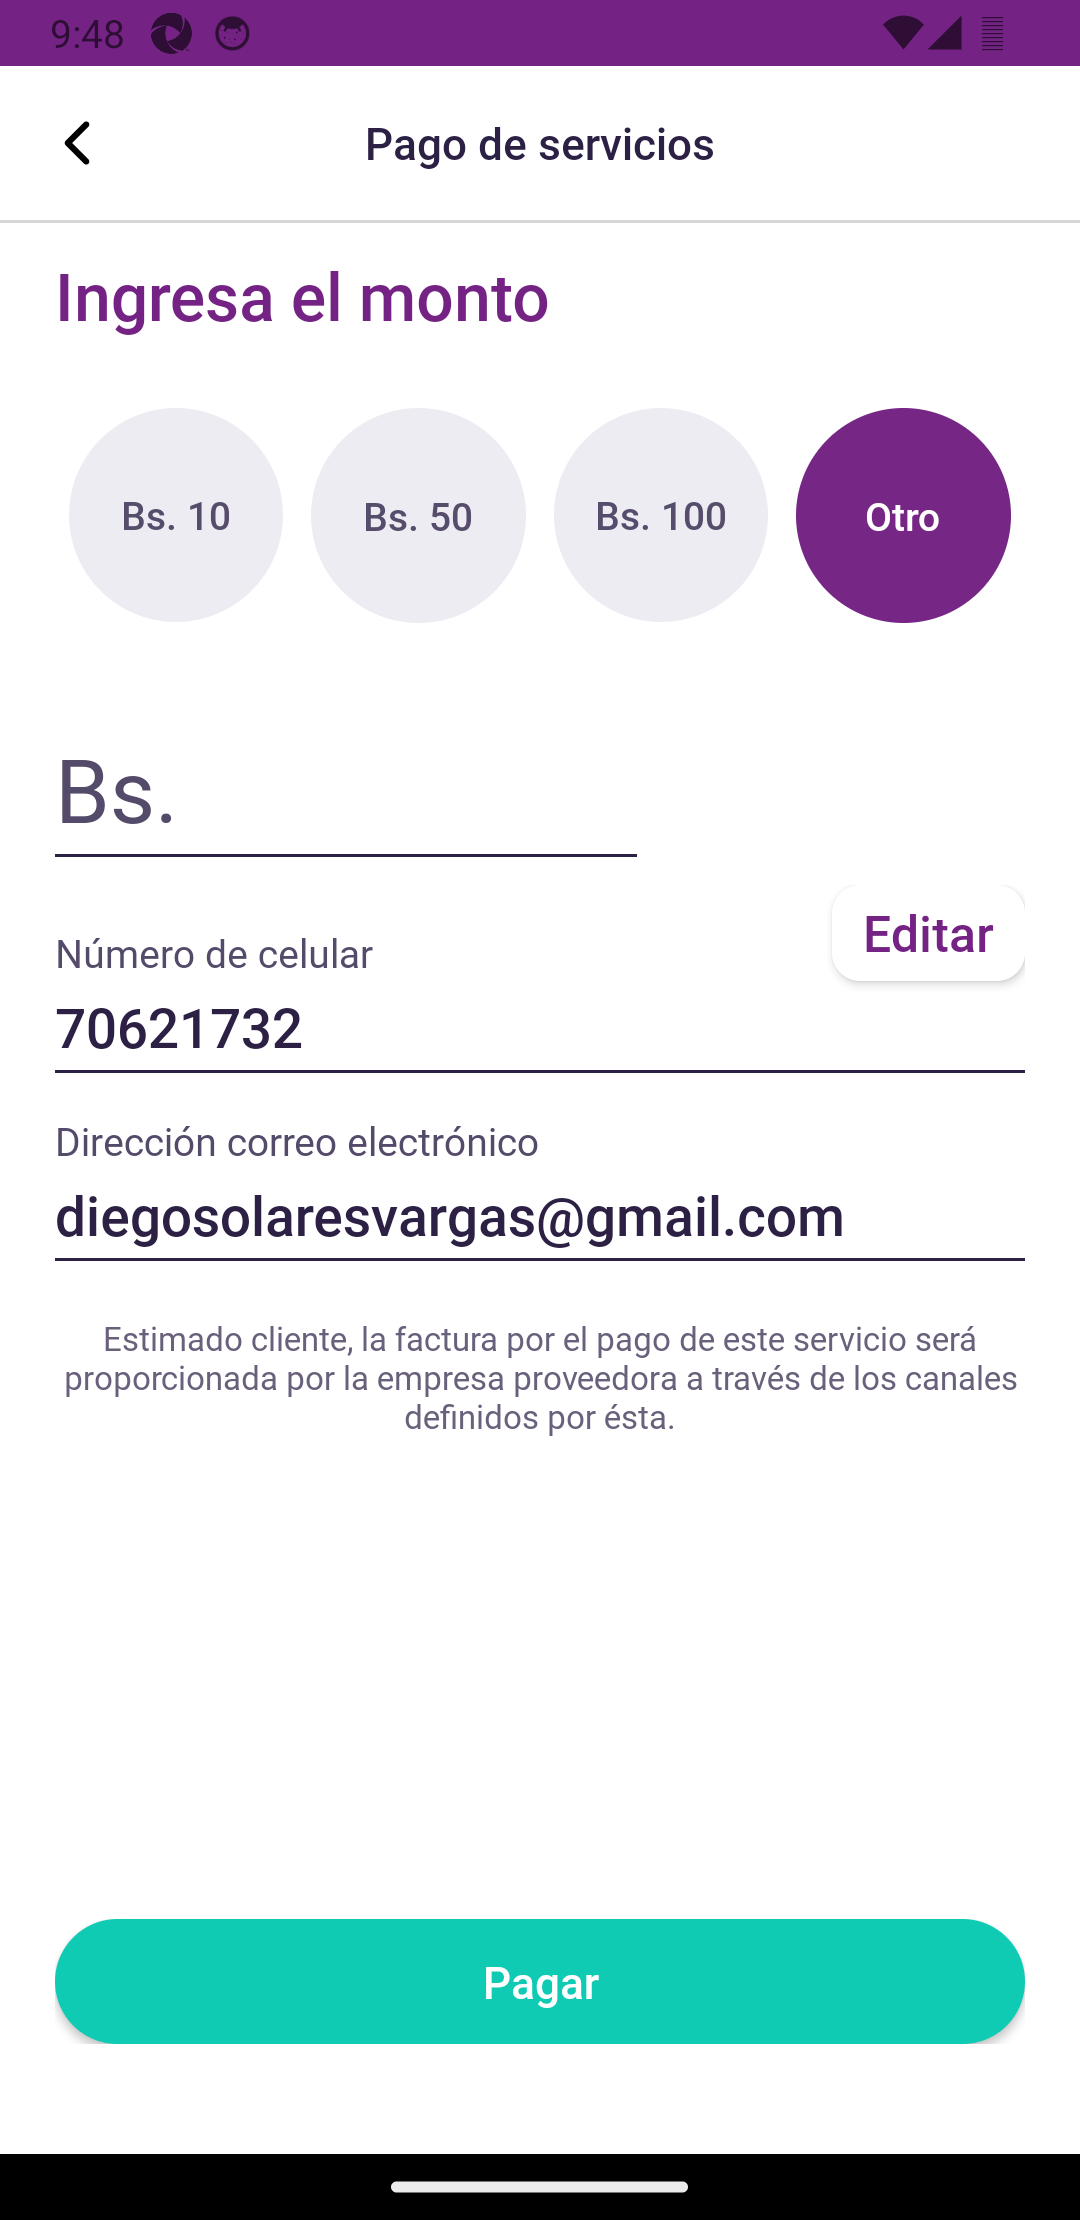 9:48
Pago de servicios
Ingresa el monto
Bs. 10
Bs. 50
Bs. 100
Otro
Bs.
Editar
Número de celular
70621732
Dirección correo electrónico
diegosolaresvargas@gmail.com
Estimado cliente, la factura por el pago de este servicio será
proporcionada por la empresa proveedora a través de los canales
definidos por ésta.
Pagar